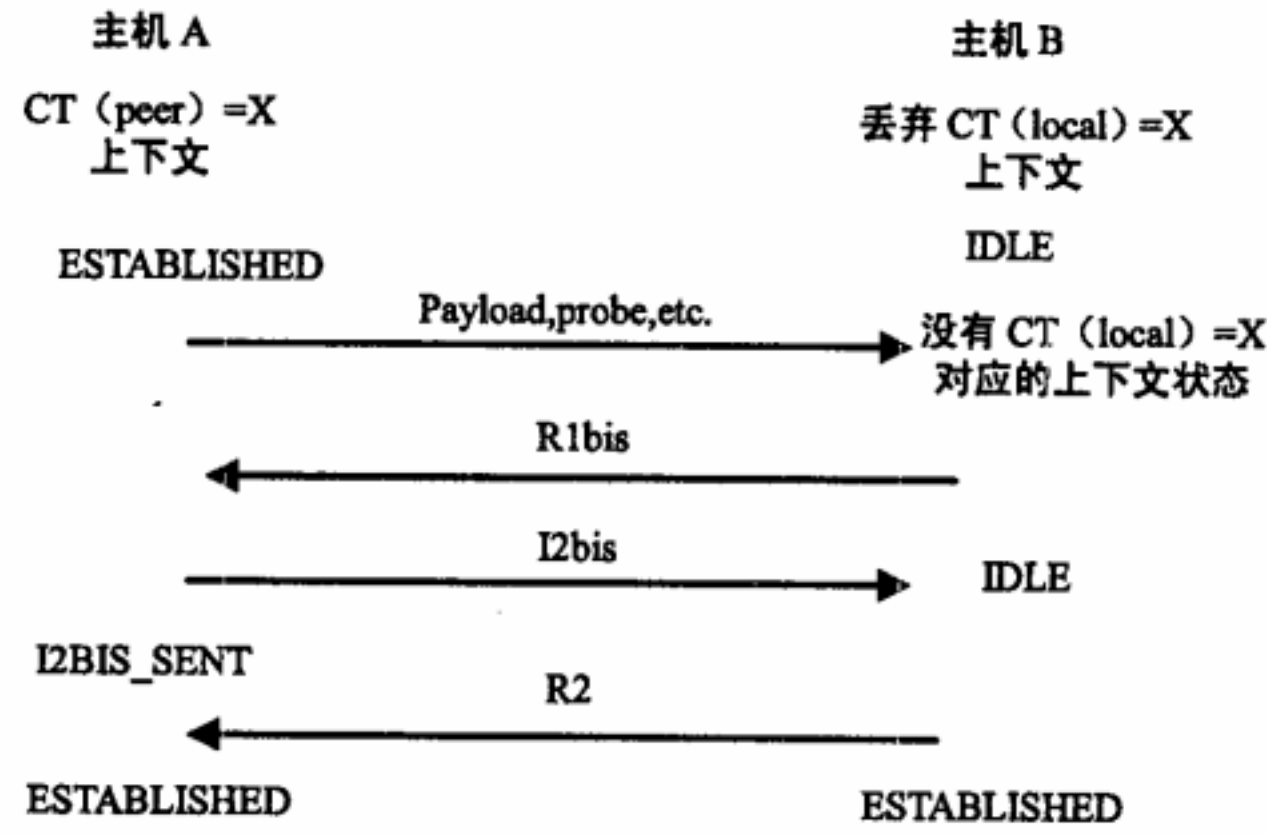 主机 A
主机 B
CT（peer）=X
上下文
丢弃 CT（local）=X
上下文
ESTABLISHED
IDLE
Payload,probe,etc.
没有 CT（local）=X
对应的上下文状态
R1bis
I2bis
IDLE
I2BIS_SENT
R2
ESTABLISHED
ESTABLISHED